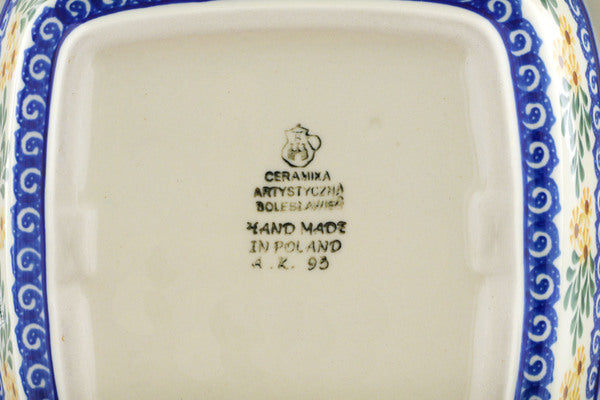 CERAMIKA
ARTYSTYCZNA
BOLESŁAWIEC
HAND MADE
IN POLAND
A.K. 93